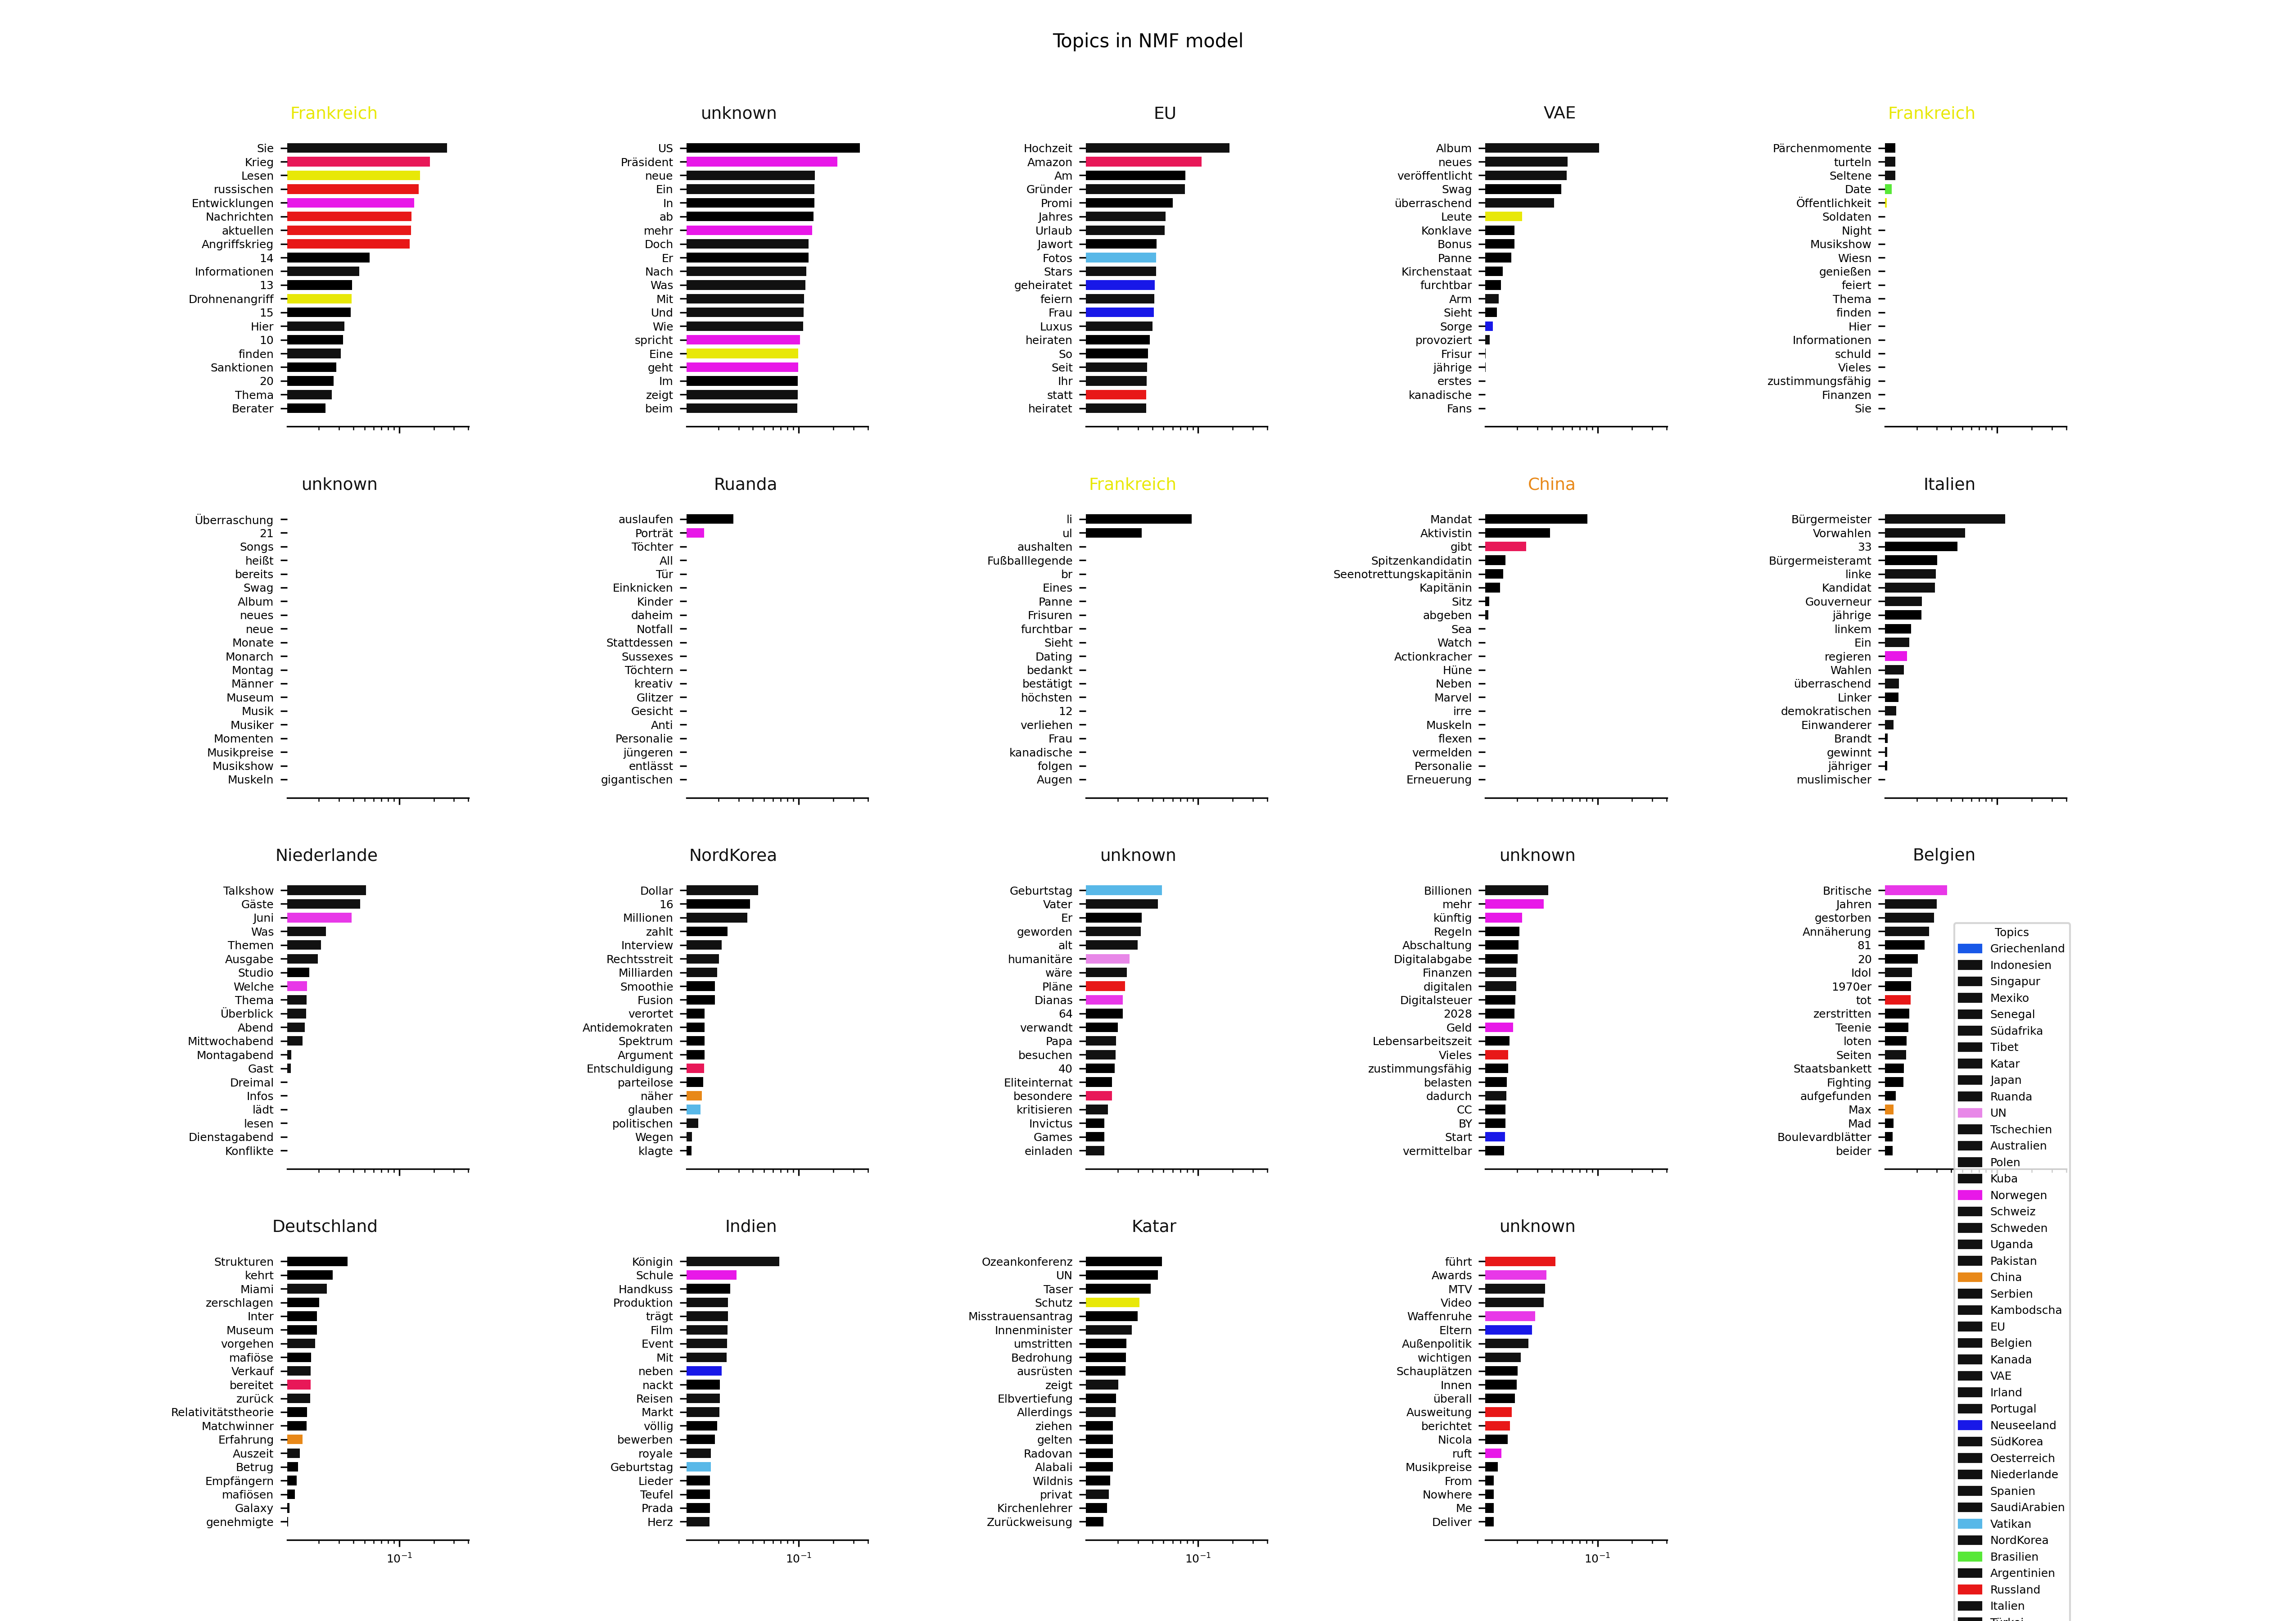 Topics in NMF model
Frankreich
Sie
Krieg
Lesen
russischen
Entwicklungen
Nachrichten
aktuellen
Angriffskrieg
14
Informationen
13
Drohnenangriff
15
Hier
10
finden
Sanktionen
20
Thema
Berater
unknown
US
Präsident
neue
Ein
In
ab
mehr
Doch
Er
Nach
Was
Mit
Und
Wie
spricht
Eine
geht
Im
zeigt
beim
EU
Hochzeit
Amazon
Am
Gründer
Promi
Jahres
Urlaub
Jawort
Fotos
Stars
geheiratet
feiern
Frau
Luxus
heiraten
So
Seit
Ihr
statt
heiratet
VAE
Album
neues
veröffentlicht
Swag
überraschend
Leute
Konklave
Bonus
Panne
Kirchenstaat
furchtbar
Arm
Sieht
Sorge
provoziert
Frisur
jährige
erstes
kanadische
Fans
Frankreich
Pärchenmomente
turteln
Seltene
Date
Öffentlichkeit
Soldaten
Night
Musikshow
Wiesn
genießen
feiert
Thema
finden
Hier
Informationen
schuld
Vieles
zustimmungsfähig
Finanzen
Sie
unknown
Überraschung
21
Songs
heißt
bereits
Swag
Album
neues
neue
Monate
Monarch
Montag
Männer
Museum
Musik
Musiker
Momenten
Musikpreise
Musikshow
Muskeln
Ruanda
auslaufen
Porträt
Töchter
All
Tür
Einknicken
Kinder
daheim
Notfall
Stattdessen
Sussexes
Töchtern
kreativ
Glitzer
Gesicht
Anti
Personalie
jüngeren
entlässt
gigantischen
Frankreich
li
ul
aushalten
Fußballlegende
br
Eines
Panne
Frisuren
furchtbar
Sieht
Dating
bedankt
bestätigt
höchsten
12
verliehen
Frau
kanadische
folgen
Augen
China
Mandat
Aktivistin
gibt
Spitzenkandidatin
Seenotrettungskapitänin
Kapitänin
Sitz
abgeben
Sea
Watch
Actionkracher
Hüne
Neben
Marvel
irre
Muskeln
flexen
vermelden
Personalie
Erneuerung
Italien
Bürgermeister
Vorwahlen
33
Bürgermeisteramt
linke
Kandidat
Gouverneur
jährige
linkem
Ein
regieren
Wahlen
überraschend
Linker
demokratischen
Einwanderer
Brandt
gewinnt
jähriger
muslimischer
Niederlande
Talkshow
Gäste
Juni
Was
Themen
Ausgabe
Studio
Welche
Thema
Überblick
Abend
Mittwochabend
Montagabend
Gast
Dreimal
Infos
lädt
lesen
Dienstagabend
Konflikte
NordKorea
Dollar
16
Millionen
zahlt
Interview
Rechtsstreit
Milliarden
Smoothie
Fusion
verortet
Antidemokraten
Spektrum
Argument
Entschuldigung
parteilose
näher
glauben
politischen
Wegen
klagte
unknown
Geburtstag
Vater
Er
geworden
alt
humanitäre
wäre
Pläne
Dianas
64
verwandt
Papa
besuchen
40
Eliteinternat
besondere
kritisieren
Invictus
Games
einladen
unknown
Billionen
mehr
künftig
Regeln
Abschaltung
Digitalabgabe
Finanzen
digitalen
Digitalsteuer
2028
Geld
Lebensarbeitszeit
Vieles
zustimmungsfähig
belasten
dadurch
CC
BY
Start
vermittelbar
Belgien
Britische
Jahren
gestorben
Annäherung
81
20
Idol
1970er
tot
zerstritten
Teenie
loten
Seiten
Staatsbankett
Fighting
aufgefunden
Max
Mad
Boulevardblätter
beider
Deutschland
Strukturen
kehrt
Miami
zerschlagen
Inter
Museum
vorgehen
mafiöse
Verkauf
bereitet
zurück
Relativitätstheorie
Matchwinner
Erfahrung
Auszeit
Betrug
Empfängern
mafiösen
Galaxy
genehmigte
10⁻¹
Indien
Königin
Schule
Handkuss
Produktion
trägt
Film
Event
Mit
neben
nackt
Reisen
Markt
völlig
bewerben
royale
Geburtstag
Lieder
Teufel
Prada
Herz
10⁻¹
Katar
Ozeankonferenz
UN
Taser
Schutz
Misstrauensantrag
Innenminister
umstritten
Bedrohung
ausrüsten
zeigt
Elbvertiefung
Allerdings
ziehen
gelten
Radovan
Alabali
Wildnis
privat
Kirchenlehrer
Zurückweisung
10⁻¹
unknown
führt
Awards
MTV
Video
Waffenruhe
Eltern
Außenpolitik
wichtigen
Schauplätzen
Innen
überall
Ausweitung
berichtet
Nicola
ruft
Musikpreise
From
Nowhere
Me
Deliver
10⁻¹
Topics
Griechenland
Indonesien
Singapur
Mexiko
Senegal
Südafrika
Tibet
Katar
Japan
Ruanda
UN
Tschechien
Australien
Polen
Kuba
Norwegen
Schweiz
Schweden
Uganda
Pakistan
China
Serbien
Kambodscha
EU
Belgien
Kanada
VAE
Irland
Portugal
Neuseeland
SüdKorea
Oesterreich
Niederlande
Spanien
SaudiArabien
Vatikan
NordKorea
Brasilien
Argentinien
Russland
Italien